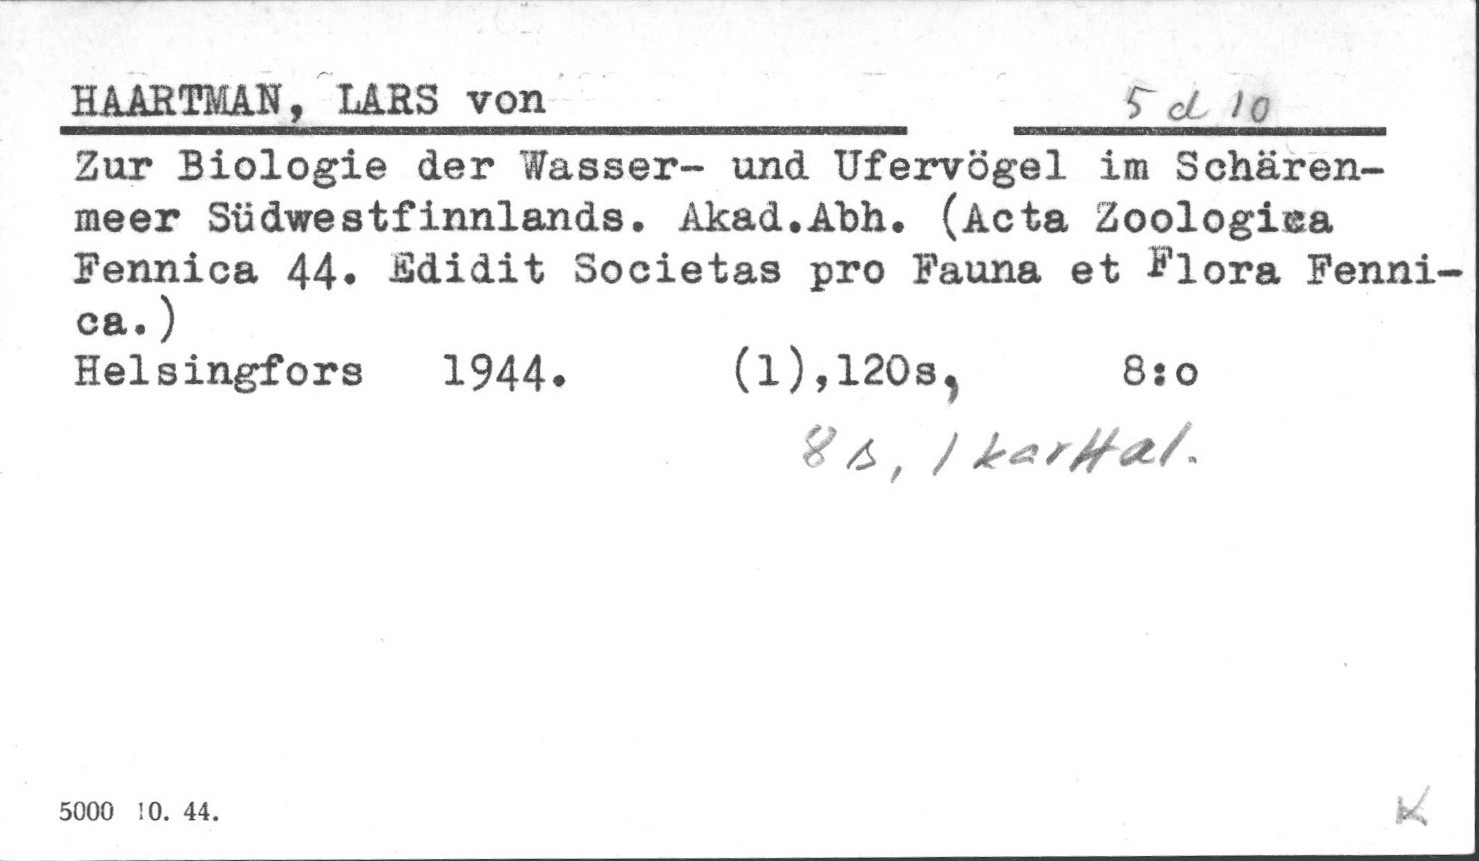 HAARTMAN, LARS von 5 d 10
Zur Biologie der Wasser- und Ufervögel im Schären-
meer Südwestfinnlands. Akad.Abh. (Acta Zoologica
Fennica 44. Edidit Societas pro Fauna et Flora Fenni-
ca.)
Helsingfors 1944. (1),120s, 8:o
8 s, 1 karttal.
5000 10. 44.
K